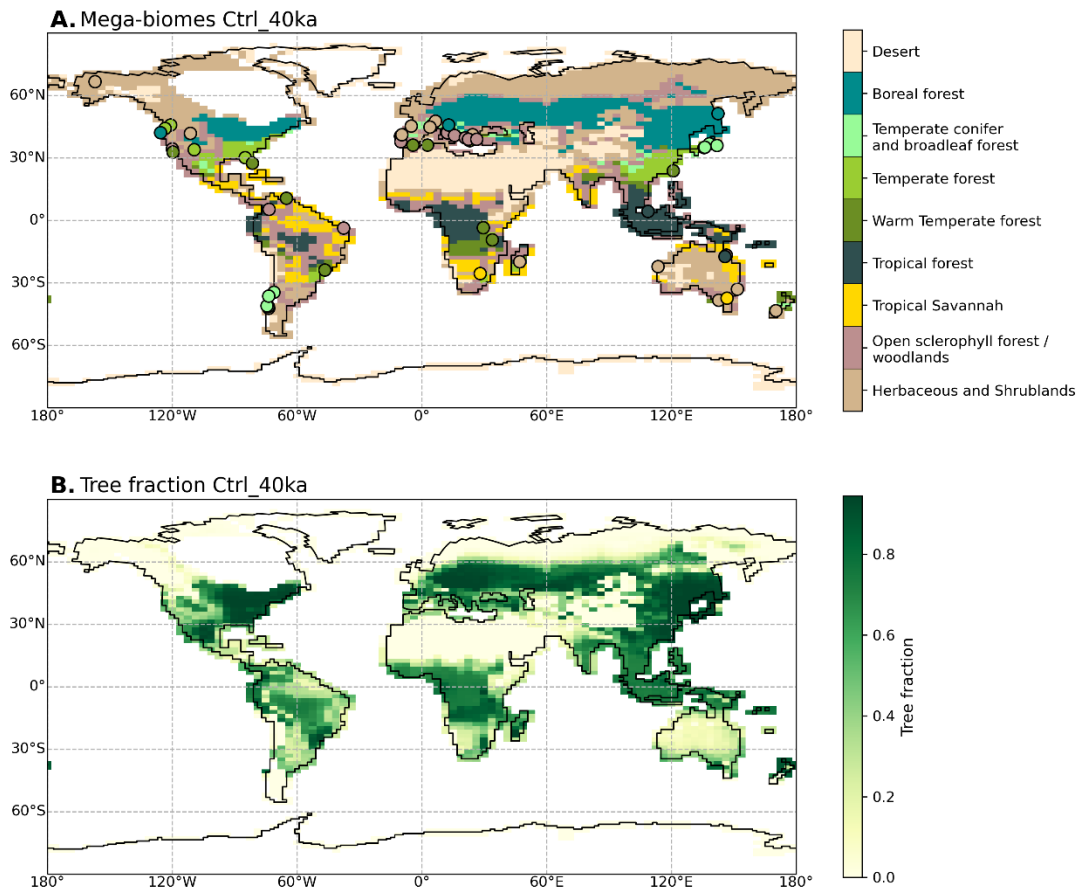 A. Mega-biomes Ctrl_40ka
60°N
30°N
0°
30°S
60°S
180°
120°W
60°W
0°
60°E
120°E
180°
Desert
Boreal forest
Temperate conifer
and broadleaf forest
Temperate forest
Warm Temperate forest
Tropical forest
Tropical Savannah
Open sclerophyll forest /
woodlands
Herbaceous and Shrublands
B. Tree fraction Ctrl_40ka
60°N
30°N
0°
30°S
60°S
180°
120°W
60°W
0°
60°E
120°E
180°
0.8
0.6
0.4
0.2
0.0
Tree fraction